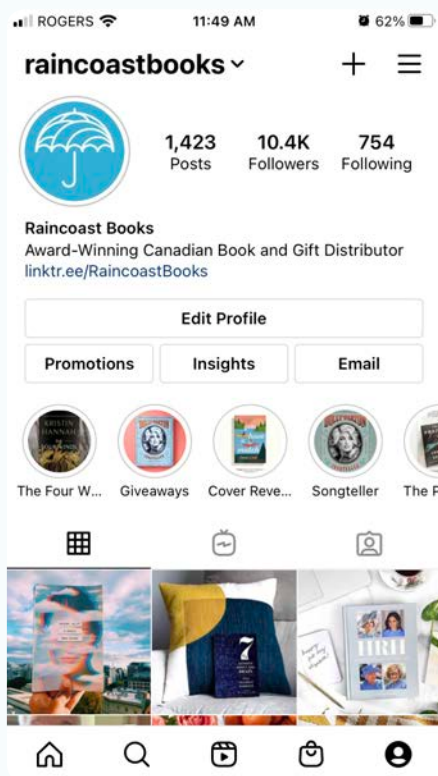 ROGERS 11:49 AM 62%
raincoastbooks
1,423 10.4K 754
Posts Followers Following
Raincoast Books
Award-Winning Canadian Book and Gift Distributor
linktr.ee/RaincoastBooks
Edit Profile
Promotions Insights Email
KRISTIN
HANNAH
The Four W... Giveaways Cover Reve... Songteller The F
7
HRH